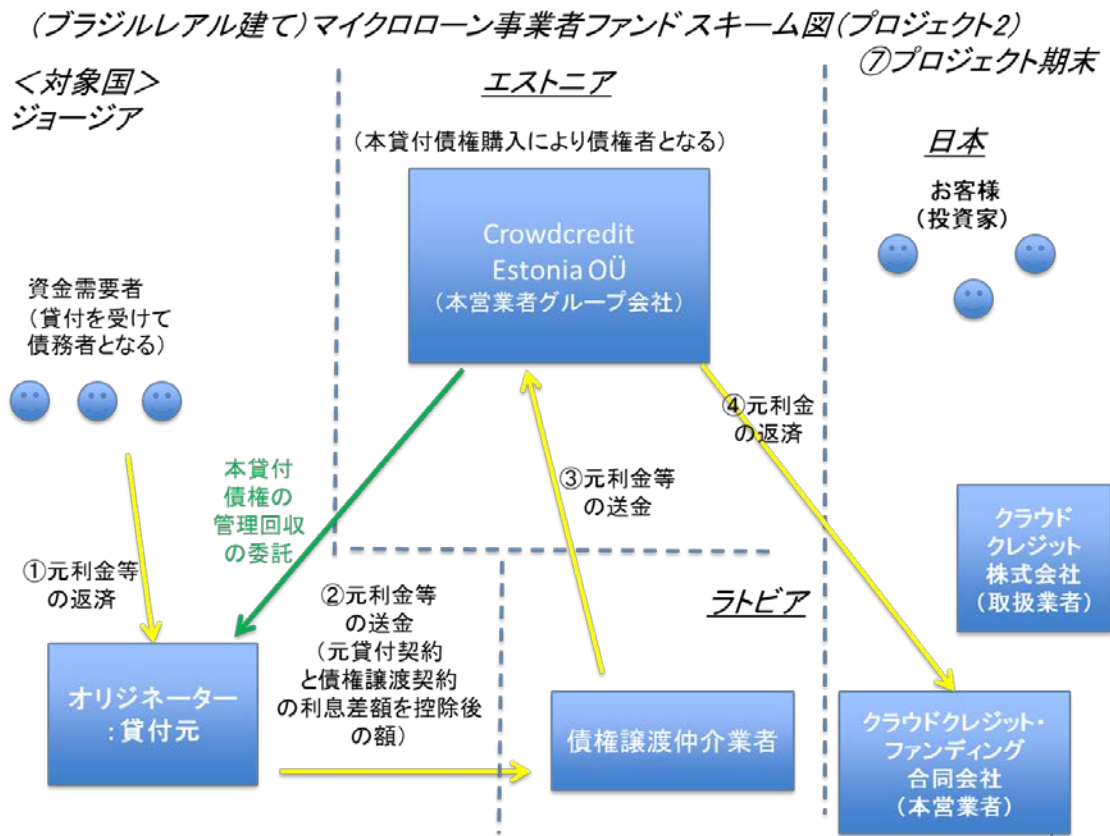 (ブラジルレアル建て)マイクロローン事業者ファンド スキーム図(プロジェクト2)
⑦プロジェクト期末
<対象国>
ジョージア
エストニア
(本貸付債権購入により債権者となる)
Crowdcredit
Estonia OÜ
(本営業者グループ会社)
日本
お客様
(投資家)
資金需要者
(貸付を受けて
債務者となる)
本貸付
債権の
管理回収
の委託
①元利金等
の返済
②元利金等
の送金
(元貸付契約
と債権譲渡契約
の利息差額を控除後
の額)
③元利金等
の送金
④元利金
の返済
ラトビア
オリジネーター
:貸付元
債権譲渡仲介業者
クラウド
クレジット
株式会社
(取扱業者)
クラウドクレジット・
ファンディング
合同会社
(本営業者)